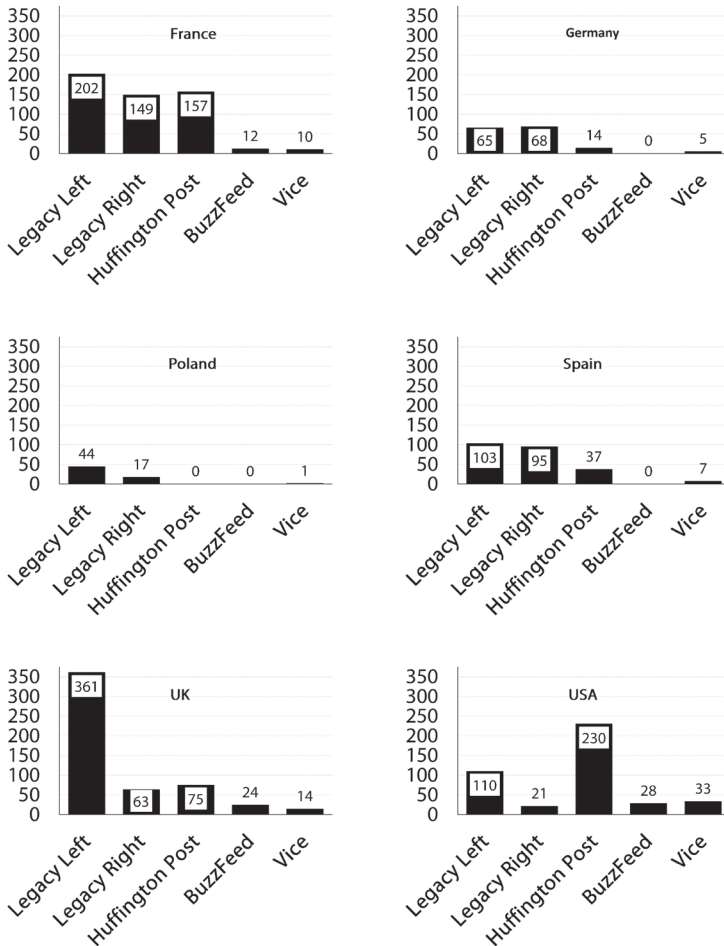 France
350
300
250
200
150
100
50
0
202
149
157
12
10
Legacy Left
Legacy Right
Huffington Post
BuzzFeed
Vice
Germany
350
300
250
200
150
100
50
0
65
68
14
0
5
Legacy Left
Legacy Right
Huffington Post
BuzzFeed
Vice
Poland
350
300
250
200
150
100
50
0
44
17
0
0
1
Legacy Left
Legacy Right
Huffington Post
BuzzFeed
Vice
Spain
350
300
250
200
150
100
50
0
103
95
37
0
7
Legacy Left
Legacy Right
Huffington Post
BuzzFeed
Vice
UK
350
300
250
200
150
100
50
0
361
63
75
24
14
Legacy Left
Legacy Right
Huffington Post
BuzzFeed
Vice
USA
350
300
250
200
150
100
50
0
110
21
230
28
33
Legacy Left
Legacy Right
Huffington Post
BuzzFeed
Vice